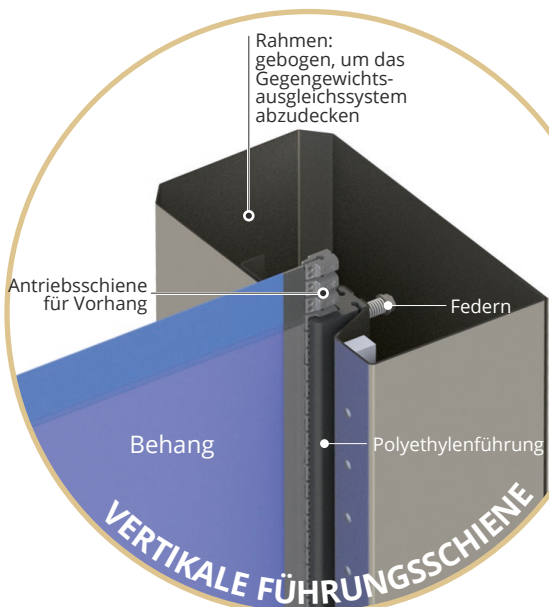 Rahmen:
gebogen, um das
Gegengewichts-
ausgleichssystem
abzudecken
Antriebsschiene
für Vorhang
Federn
Behang
Polyethylenführung
VERTIKALE FÜHRUNGSSCHIENE